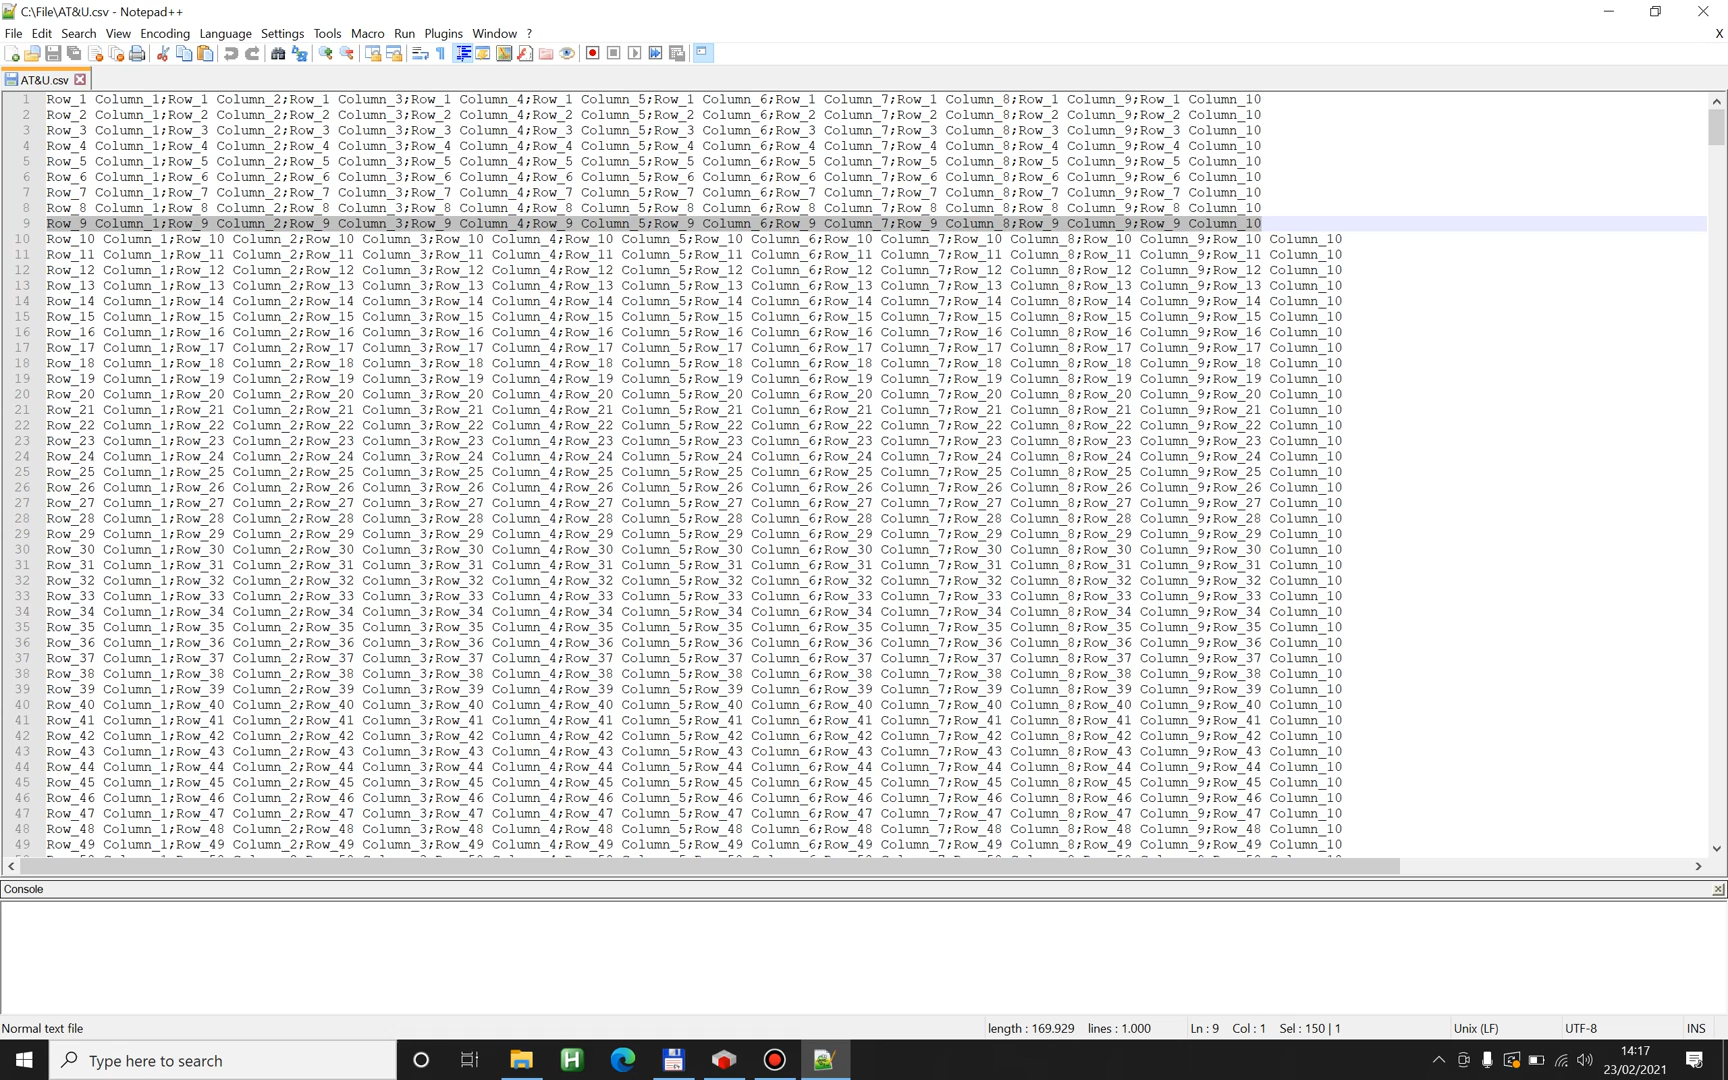 C:\File\AT&U.csv - Notepad++
File Edit Search View Encoding Language Settings Tools Macro Run Plugins Window ? X
AT&U.csv
1 Row_1 Column_1;Row_1 Column_2;Row_1 Column_3;Row_1 Column_4;Row_1 Column_5;Row_1 Column_6;Row_1 Column_7;Row_1 Column_8;Row_1 Column_9;Row_1 Column_10
2 Row_2 Column_1;Row_2 Column_2;Row_2 Column_3;Row_2 Column_4;Row_2 Column_5;Row_2 Column_6;Row_2 Column_7;Row_2 Column_8;Row_2 Column_9;Row_2 Column_10
3 Row_3 Column_1;Row_3 Column_2;Row_3 Column_3;Row_3 Column_4;Row_3 Column_5;Row_3 Column_6;Row_3 Column_7;Row_3 Column_8;Row_3 Column_9;Row_3 Column_10
4 Row_4 Column_1;Row_4 Column_2;Row_4 Column_3;Row_4 Column_4;Row_4 Column_5;Row_4 Column_6;Row_4 Column_7;Row_4 Column_8;Row_4 Column_9;Row_4 Column_10
5 Row_5 Column_1;Row_5 Column_2;Row_5 Column_3;Row_5 Column_4;Row_5 Column_5;Row_5 Column_6;Row_5 Column_7;Row_5 Column_8;Row_5 Column_9;Row_5 Column_10
6 Row_6 Column_1;Row_6 Column_2;Row_6 Column_3;Row_6 Column_4;Row_6 Column_5;Row_6 Column_6;Row_6 Column_7;Row_6 Column_8;Row_6 Column_9;Row_6 Column_10
7 Row_7 Column_1;Row_7 Column_2;Row_7 Column_3;Row_7 Column_4;Row_7 Column_5;Row_7 Column_6;Row_7 Column_7;Row_7 Column_8;Row_7 Column_9;Row_7 Column_10
8 Row_8 Column_1;Row_8 Column_2;Row_8 Column_3;Row_8 Column_4;Row_8 Column_5;Row_8 Column_6;Row_8 Column_7;Row_8 Column_8;Row_8 Column_9;Row_8 Column_10
9 Row_9 Column_1;Row_9 Column_2;Row_9 Column_3;Row_9 Column_4;Row_9 Column_5;Row_9 Column_6;Row_9 Column_7;Row_9 Column_8;Row_9 Column_9;Row_9 Column_10
10 Row_10 Column_1;Row_10 Column_2;Row_10 Column_3;Row_10 Column_4;Row_10 Column_5;Row_10 Column_6;Row_10 Column_7;Row_10 Column_8;Row_10 Column_9;Row_10 Column_10
11 Row_11 Column_1;Row_11 Column_2;Row_11 Column_3;Row_11 Column_4;Row_11 Column_5;Row_11 Column_6;Row_11 Column_7;Row_11 Column_8;Row_11 Column_9;Row_11 Column_10
12 Row_12 Column_1;Row_12 Column_2;Row_12 Column_3;Row_12 Column_4;Row_12 Column_5;Row_12 Column_6;Row_12 Column_7;Row_12 Column_8;Row_12 Column_9;Row_12 Column_10
13 Row_13 Column_1;Row_13 Column_2;Row_13 Column_3;Row_13 Column_4;Row_13 Column_5;Row_13 Column_6;Row_13 Column_7;Row_13 Column_8;Row_13 Column_9;Row_13 Column_10
14 Row_14 Column_1;Row_14 Column_2;Row_14 Column_3;Row_14 Column_4;Row_14 Column_5;Row_14 Column_6;Row_14 Column_7;Row_14 Column_8;Row_14 Column_9;Row_14 Column_10
15 Row_15 Column_1;Row_15 Column_2;Row_15 Column_3;Row_15 Column_4;Row_15 Column_5;Row_15 Column_6;Row_15 Column_7;Row_15 Column_8;Row_15 Column_9;Row_15 Column_10
16 Row_16 Column_1;Row_16 Column_2;Row_16 Column_3;Row_16 Column_4;Row_16 Column_5;Row_16 Column_6;Row_16 Column_7;Row_16 Column_8;Row_16 Column_9;Row_16 Column_10
17 Row_17 Column_1;Row_17 Column_2;Row_17 Column_3;Row_17 Column_4;Row_17 Column_5;Row_17 Column_6;Row_17 Column_7;Row_17 Column_8;Row_17 Column_9;Row_17 Column_10
18 Row_18 Column_1;Row_18 Column_2;Row_18 Column_3;Row_18 Column_4;Row_18 Column_5;Row_18 Column_6;Row_18 Column_7;Row_18 Column_8;Row_18 Column_9;Row_18 Column_10
19 Row_19 Column_1;Row_19 Column_2;Row_19 Column_3;Row_19 Column_4;Row_19 Column_5;Row_19 Column_6;Row_19 Column_7;Row_19 Column_8;Row_19 Column_9;Row_19 Column_10
20 Row_20 Column_1;Row_20 Column_2;Row_20 Column_3;Row_20 Column_4;Row_20 Column_5;Row_20 Column_6;Row_20 Column_7;Row_20 Column_8;Row_20 Column_9;Row_20 Column_10
21 Row_21 Column_1;Row_21 Column_2;Row_21 Column_3;Row_21 Column_4;Row_21 Column_5;Row_21 Column_6;Row_21 Column_7;Row_21 Column_8;Row_21 Column_9;Row_21 Column_10
22 Row_22 Column_1;Row_22 Column_2;Row_22 Column_3;Row_22 Column_4;Row_22 Column_5;Row_22 Column_6;Row_22 Column_7;Row_22 Column_8;Row_22 Column_9;Row_22 Column_10
23 Row_23 Column_1;Row_23 Column_2;Row_23 Column_3;Row_23 Column_4;Row_23 Column_5;Row_23 Column_6;Row_23 Column_7;Row_23 Column_8;Row_23 Column_9;Row_23 Column_10
24 Row_24 Column_1;Row_24 Column_2;Row_24 Column_3;Row_24 Column_4;Row_24 Column_5;Row_24 Column_6;Row_24 Column_7;Row_24 Column_8;Row_24 Column_9;Row_24 Column_10
25 Row_25 Column_1;Row_25 Column_2;Row_25 Column_3;Row_25 Column_4;Row_25 Column_5;Row_25 Column_6;Row_25 Column_7;Row_25 Column_8;Row_25 Column_9;Row_25 Column_10
26 Row_26 Column_1;Row_26 Column_2;Row_26 Column_3;Row_26 Column_4;Row_26 Column_5;Row_26 Column_6;Row_26 Column_7;Row_26 Column_8;Row_26 Column_9;Row_26 Column_10
27 Row_27 Column_1;Row_27 Column_2;Row_27 Column_3;Row_27 Column_4;Row_27 Column_5;Row_27 Column_6;Row_27 Column_7;Row_27 Column_8;Row_27 Column_9;Row_27 Column_10
28 Row_28 Column_1;Row_28 Column_2;Row_28 Column_3;Row_28 Column_4;Row_28 Column_5;Row_28 Column_6;Row_28 Column_7;Row_28 Column_8;Row_28 Column_9;Row_28 Column_10
29 Row_29 Column_1;Row_29 Column_2;Row_29 Column_3;Row_29 Column_4;Row_29 Column_5;Row_29 Column_6;Row_29 Column_7;Row_29 Column_8;Row_29 Column_9;Row_29 Column_10
30 Row_30 Column_1;Row_30 Column_2;Row_30 Column_3;Row_30 Column_4;Row_30 Column_5;Row_30 Column_6;Row_30 Column_7;Row_30 Column_8;Row_30 Column_9;Row_30 Column_10
31 Row_31 Column_1;Row_31 Column_2;Row_31 Column_3;Row_31 Column_4;Row_31 Column_5;Row_31 Column_6;Row_31 Column_7;Row_31 Column_8;Row_31 Column_9;Row_31 Column_10
32 Row_32 Column_1;Row_32 Column_2;Row_32 Column_3;Row_32 Column_4;Row_32 Column_5;Row_32 Column_6;Row_32 Column_7;Row_32 Column_8;Row_32 Column_9;Row_32 Column_10
33 Row_33 Column_1;Row_33 Column_2;Row_33 Column_3;Row_33 Column_4;Row_33 Column_5;Row_33 Column_6;Row_33 Column_7;Row_33 Column_8;Row_33 Column_9;Row_33 Column_10
34 Row_34 Column_1;Row_34 Column_2;Row_34 Column_3;Row_34 Column_4;Row_34 Column_5;Row_34 Column_6;Row_34 Column_7;Row_34 Column_8;Row_34 Column_9;Row_34 Column_10
35 Row_35 Column_1;Row_35 Column_2;Row_35 Column_3;Row_35 Column_4;Row_35 Column_5;Row_35 Column_6;Row_35 Column_7;Row_35 Column_8;Row_35 Column_9;Row_35 Column_10
36 Row_36 Column_1;Row_36 Column_2;Row_36 Column_3;Row_36 Column_4;Row_36 Column_5;Row_36 Column_6;Row_36 Column_7;Row_36 Column_8;Row_36 Column_9;Row_36 Column_10
37 Row_37 Column_1;Row_37 Column_2;Row_37 Column_3;Row_37 Column_4;Row_37 Column_5;Row_37 Column_6;Row_37 Column_7;Row_37 Column_8;Row_37 Column_9;Row_37 Column_10
38 Row_38 Column_1;Row_38 Column_2;Row_38 Column_3;Row_38 Column_4;Row_38 Column_5;Row_38 Column_6;Row_38 Column_7;Row_38 Column_8;Row_38 Column_9;Row_38 Column_10
39 Row_39 Column_1;Row_39 Column_2;Row_39 Column_3;Row_39 Column_4;Row_39 Column_5;Row_39 Column_6;Row_39 Column_7;Row_39 Column_8;Row_39 Column_9;Row_39 Column_10
40 Row_40 Column_1;Row_40 Column_2;Row_40 Column_3;Row_40 Column_4;Row_40 Column_5;Row_40 Column_6;Row_40 Column_7;Row_40 Column_8;Row_40 Column_9;Row_40 Column_10
41 Row_41 Column_1;Row_41 Column_2;Row_41 Column_3;Row_41 Column_4;Row_41 Column_5;Row_41 Column_6;Row_41 Column_7;Row_41 Column_8;Row_41 Column_9;Row_41 Column_10
42 Row_42 Column_1;Row_42 Column_2;Row_42 Column_3;Row_42 Column_4;Row_42 Column_5;Row_42 Column_6;Row_42 Column_7;Row_42 Column_8;Row_42 Column_9;Row_42 Column_10
43 Row_43 Column_1;Row_43 Column_2;Row_43 Column_3;Row_43 Column_4;Row_43 Column_5;Row_43 Column_6;Row_43 Column_7;Row_43 Column_8;Row_43 Column_9;Row_43 Column_10
44 Row_44 Column_1;Row_44 Column_2;Row_44 Column_3;Row_44 Column_4;Row_44 Column_5;Row_44 Column_6;Row_44 Column_7;Row_44 Column_8;Row_44 Column_9;Row_44 Column_10
45 Row_45 Column_1;Row_45 Column_2;Row_45 Column_3;Row_45 Column_4;Row_45 Column_5;Row_45 Column_6;Row_45 Column_7;Row_45 Column_8;Row_45 Column_9;Row_45 Column_10
46 Row_46 Column_1;Row_46 Column_2;Row_46 Column_3;Row_46 Column_4;Row_46 Column_5;Row_46 Column_6;Row_46 Column_7;Row_46 Column_8;Row_46 Column_9;Row_46 Column_10
47 Row_47 Column_1;Row_47 Column_2;Row_47 Column_3;Row_47 Column_4;Row_47 Column_5;Row_47 Column_6;Row_47 Column_7;Row_47 Column_8;Row_47 Column_9;Row_47 Column_10
48 Row_48 Column_1;Row_48 Column_2;Row_48 Column_3;Row_48 Column_4;Row_48 Column_5;Row_48 Column_6;Row_48 Column_7;Row_48 Column_8;Row_48 Column_9;Row_48 Column_10
49 Row_49 Column_1;Row_49 Column_2;Row_49 Column_3;Row_49 Column_4;Row_49 Column_5;Row_49 Column_6;Row_49 Column_7;Row_49 Column_8;Row_49 Column_9;Row_49 Column_10
Console
Normal text file length : 169.929 lines : 1.000 Ln : 9 Col : 1 Sel : 150 | 1 Unix (LF) UTF-8 INS
Type here to search
14:17
23/02/2021